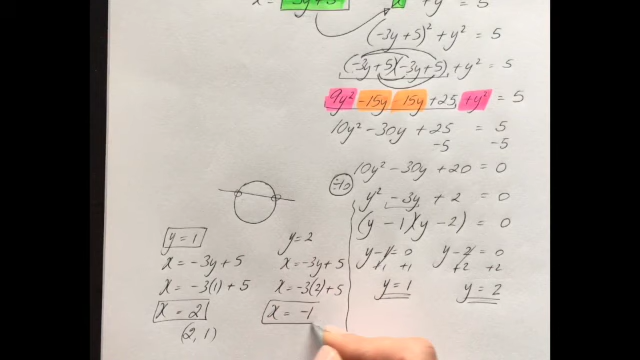 x = -3y+5 x² + y² = 5
(-3y+5)² + y² = 5
(-3y+5)(-3y+5) + y² = 5
9y² -15y -15y +25 +y² = 5
10y² - 30y + 25 = 5
-5 -5
÷10 10y² - 30y + 20 = 0
y² - 3y + 2 = 0
(y - 1)(y - 2) = 0
y=1 y=2 y-1=0 y-2=0
+1 +1 +2 +2
x = -3y+5 x = -3y+5
x = -3(1)+5 x = -3(2)+5 y=1 y=2
x = 2 x = -1
(2, 1)